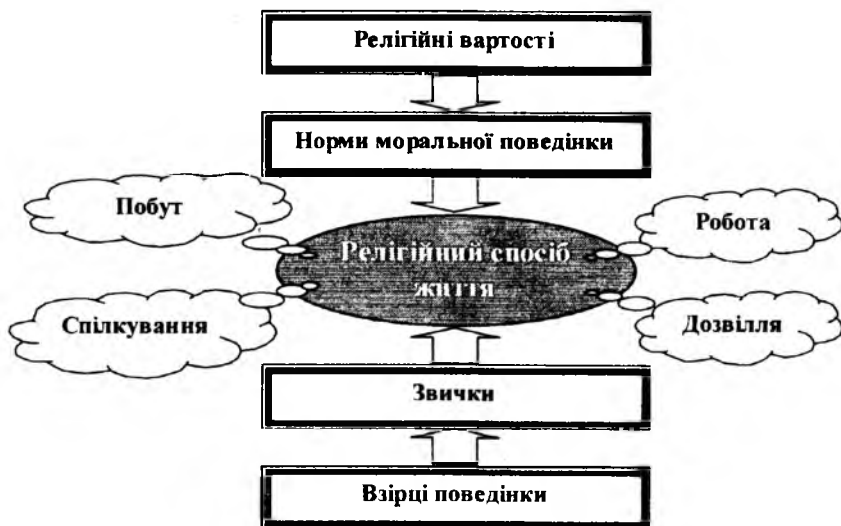 Релігійні вартості
Норми моральної поведінки
Побут
Робота
Релігійний спосіб
життя
Спілкування
Дозвілля
Звички
Взірці поведінки